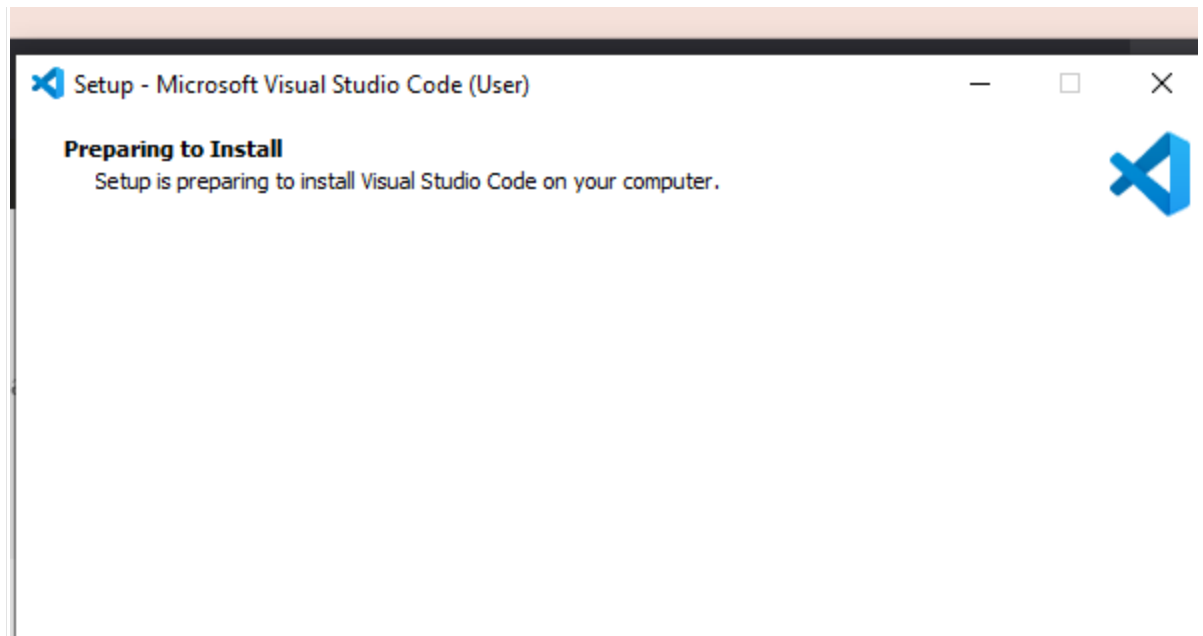 Setup - Microsoft Visual Studio Code (User)
Preparing to Install
Setup is preparing to install Visual Studio Code on your computer.